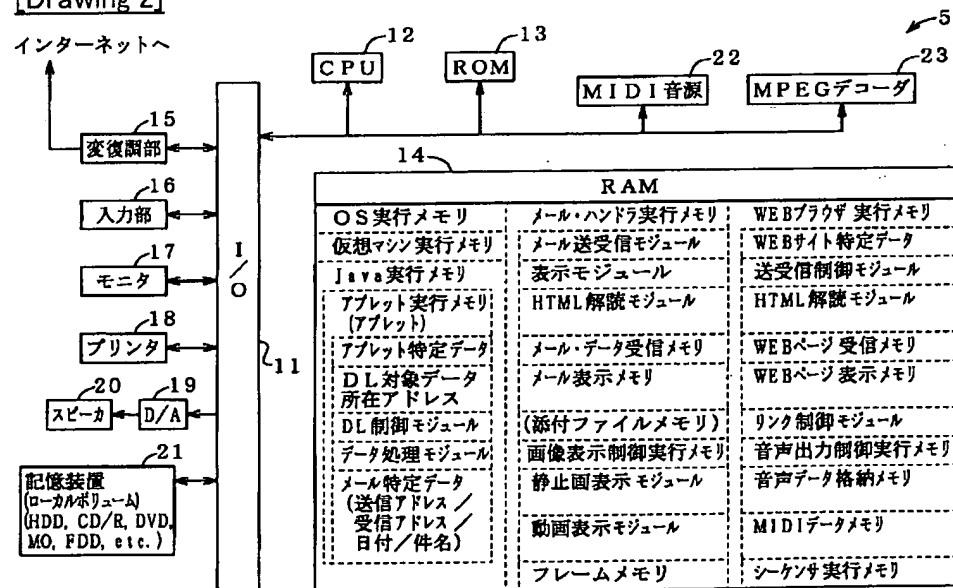 [Drawing 2]
インターネットへ
5
12
CPU
13
ROM
22
MIDI音源
23
MPEGデコーダ
15
変復調部
16
入力部
17
モニタ
18
プリンタ
20
スピーカ
19
D/A
21
記憶装置
(ローカルボリューム)
(HDD, CD/R, DVD,
MO, FDD, etc.)
I/O
11
14
RAM
OS実行メモリ
仮想マシン実行メモリ
Java実行メモリ
アプレット実行メモリ
(アプレット)
アプレット特定データ
DL対象データ
所在アドレス
DL制御モジュール
データ処理モジュール
メール特定データ
(送信アドレス/
受信アドレス/
日付/件名)
メール・ハンドラ実行メモリ
メール送受信モジュール
表示モジュール
HTML解読モジュール
メール・データ受信メモリ
メール表示メモリ
(添付ファイルメモリ)
画像表示制御実行メモリ
静止画表示モジュール
動画表示モジュール
フレームメモリ
WEBブラウザ実行メモリ
WEBサイト特定データ
送受信制御モジュール
HTML解読モジュール
WEBページ受信メモリ
WEBページ表示メモリ
リンク制御モジュール
音声出力制御実行メモリ
音声データ格納メモリ
MIDIデータメモリ
シーケンサ実行メモリ